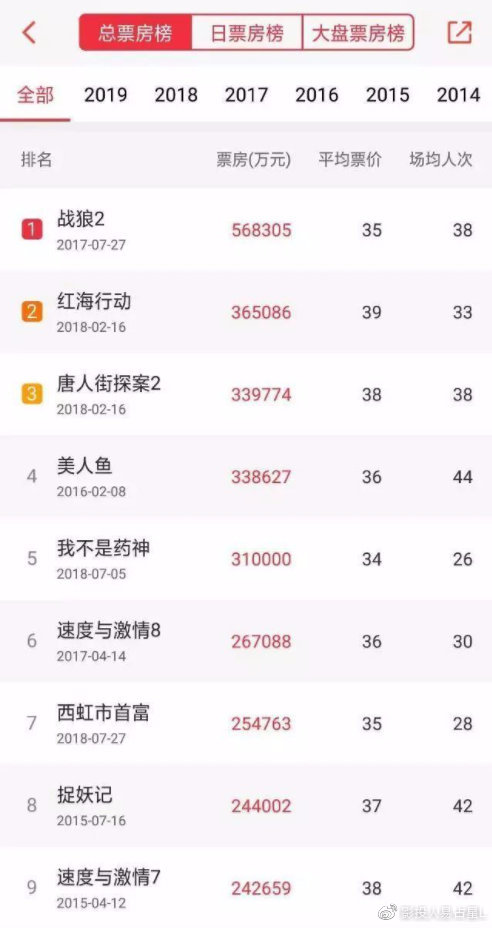 总票房榜 日票房榜 大盘票房榜
全部 2019 2018 2017 2016 2015 2014
排名 票房(万元) 平均票价 场均人次
1 战狼2 568305 35 38
2017-07-27
2 红海行动 365086 39 33
2018-02-16
3 唐人街探案2 339774 38 38
2018-02-16
4 美人鱼 338627 36 44
2016-02-08
5 我不是药神 310000 34 26
2018-07-05
6 速度与激情8 267088 36 30
2017-04-14
7 西虹市首富 254763 35 28
2018-07-27
8 捉妖记 244002 37 42
2015-07-16
9 速度与激情7 242659 38 42
2015-04-12